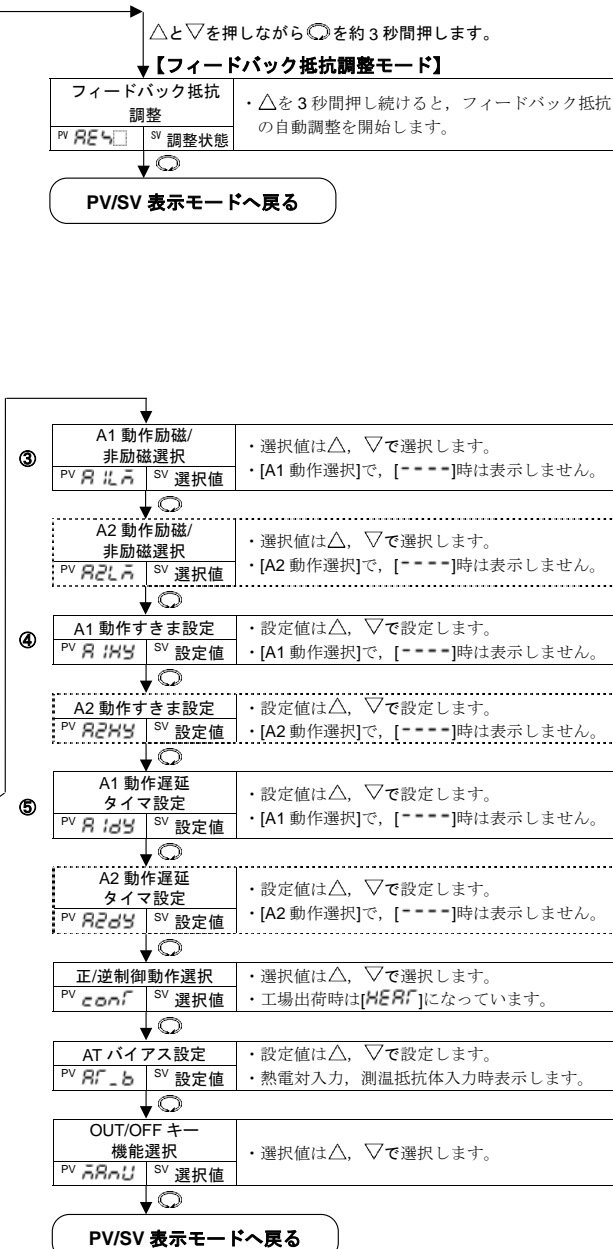 △と▽を押しながら◯を約3秒間押します。
【フィードバック抵抗調整モード】
フィードバック抵抗
調整
PV AES□ SV 調整状態
・△を3秒間押し続けると，フィードバック抵抗
の自動調整を開始します。
PV/SV 表示モードへ戻る
③
A1 動作励磁/
非励磁選択
PV A1LM SV 選択値
・選択値は△，▽で選択します。
・[A1 動作選択]で，[----]時は表示しません。
A2 動作励磁/
非励磁選択
PV A2LM SV 選択値
・選択値は△，▽で選択します。
・[A2 動作選択]で，[----]時は表示しません。
④
A1 動作すきま設定
PV A1HY SV 設定値
・設定値は△，▽で設定します。
・[A1 動作選択]で，[----]時は表示しません。
A2 動作すきま設定
PV A2HY SV 設定値
・設定値は△，▽で設定します。
・[A2 動作選択]で，[----]時は表示しません。
⑤
A1 動作遅延
タイマ設定
PV A1dY SV 設定値
・設定値は△，▽で設定します。
・[A1 動作選択]で，[----]時は表示しません。
A2 動作遅延
タイマ設定
PV A2dY SV 設定値
・設定値は△，▽で設定します。
・[A2 動作選択]で，[----]時は表示しません。
正/逆制御動作選択
PV conT SV 選択値
・選択値は△，▽で選択します。
・工場出荷時は[HEAT]になっています。
AT バイアス設定
PV AT_b SV 設定値
・設定値は△，▽で設定します。
・熱電対入力，測温抵抗体入力時表示します。
OUT/OFF キー
機能選択
PV MAnU SV 選択値
・選択値は△，▽で選択します。
PV/SV 表示モードへ戻る